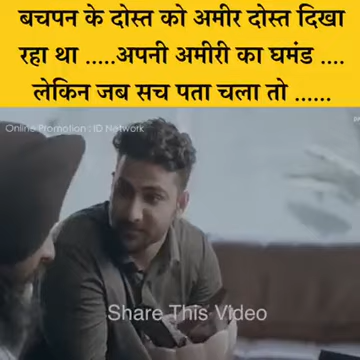 बचपन के दोस्त को अमीर दोस्त दिखा
रहा था .....अपनी अमीरी का घमंड ....
लेकिन जब सच पता चला तो ......
Online Promotion : ID Network
Share This Video